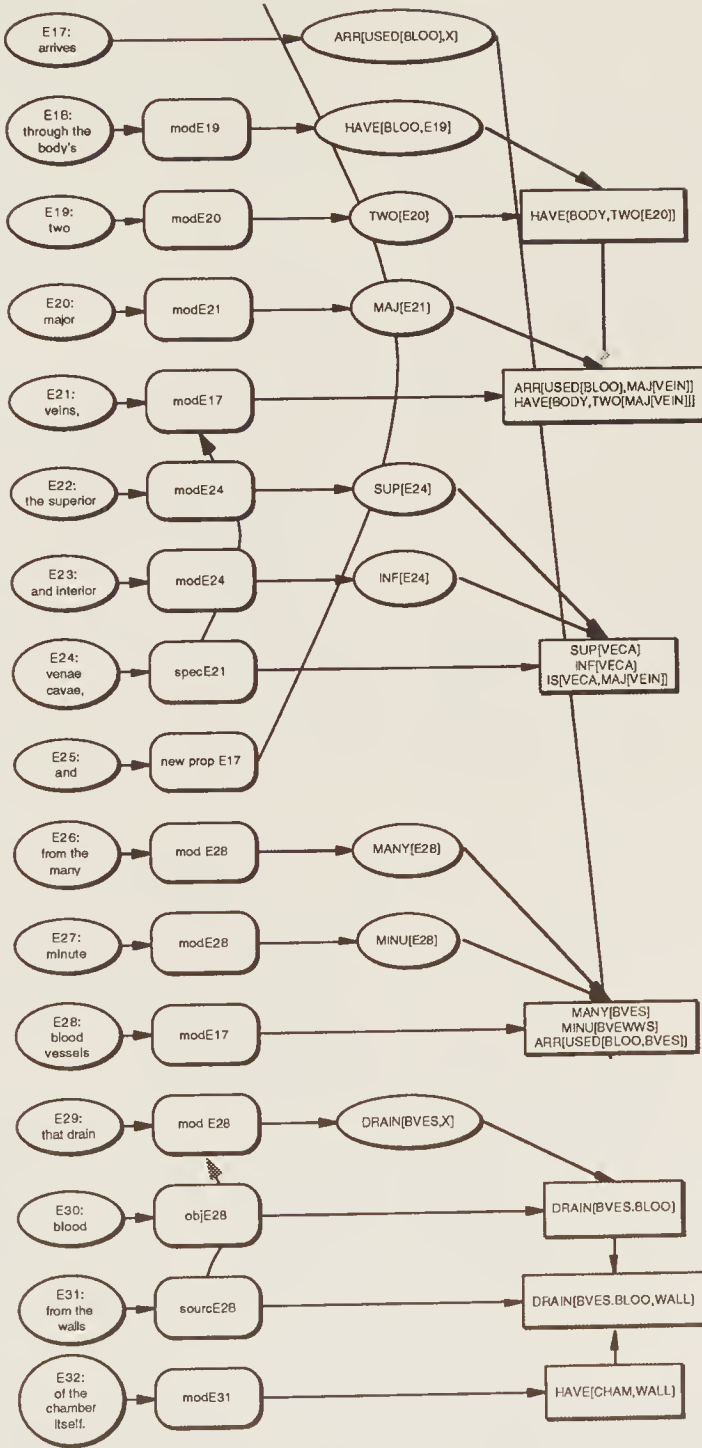 E17:
arrives
ARR[USED[BLOO],X]
E18:
through the
body's
modE19
HAVE[BLOO,E19]
E19:
two
modE20
TWO[E20}
HAVE[BODY,TWO[E20]]
E20:
major
modE21
MAJ[E21]
E21:
veins,
modE17
ARR[USED[BLOO],MAJ[VEIN]]
HAVE[BODY,TWO[MAJ[VEIN]]]
E22:
the superior
modE24
SUP[E24]
E23:
and interior
modE24
INF[E24]
E24:
venae
cavae,
specE21
SUP[VECA]
INF[VECA]
IS[VECA,MAJ[VEIN]]
E25:
and
new prop E17
E26:
from the
many
mod E28
MANY[E28]
E27:
minute
modE28
MINU[E28]
E28:
blood
vessels
modE17
MANY[BVES]
MINU[BVEWWS]
ARR[USED[BLOO,BVES]]
E29:
that drain
mod E28
DRAIN[BVES,X]
E30:
blood
objE28
DRAIN[BVES.BLOO]
E31:
from the
walls
sourcE28
DRAIN[BVES.BLOO,WALL]
E32:
of the
chamber
itself.
modE31
HAVE[CHAM,WALL]